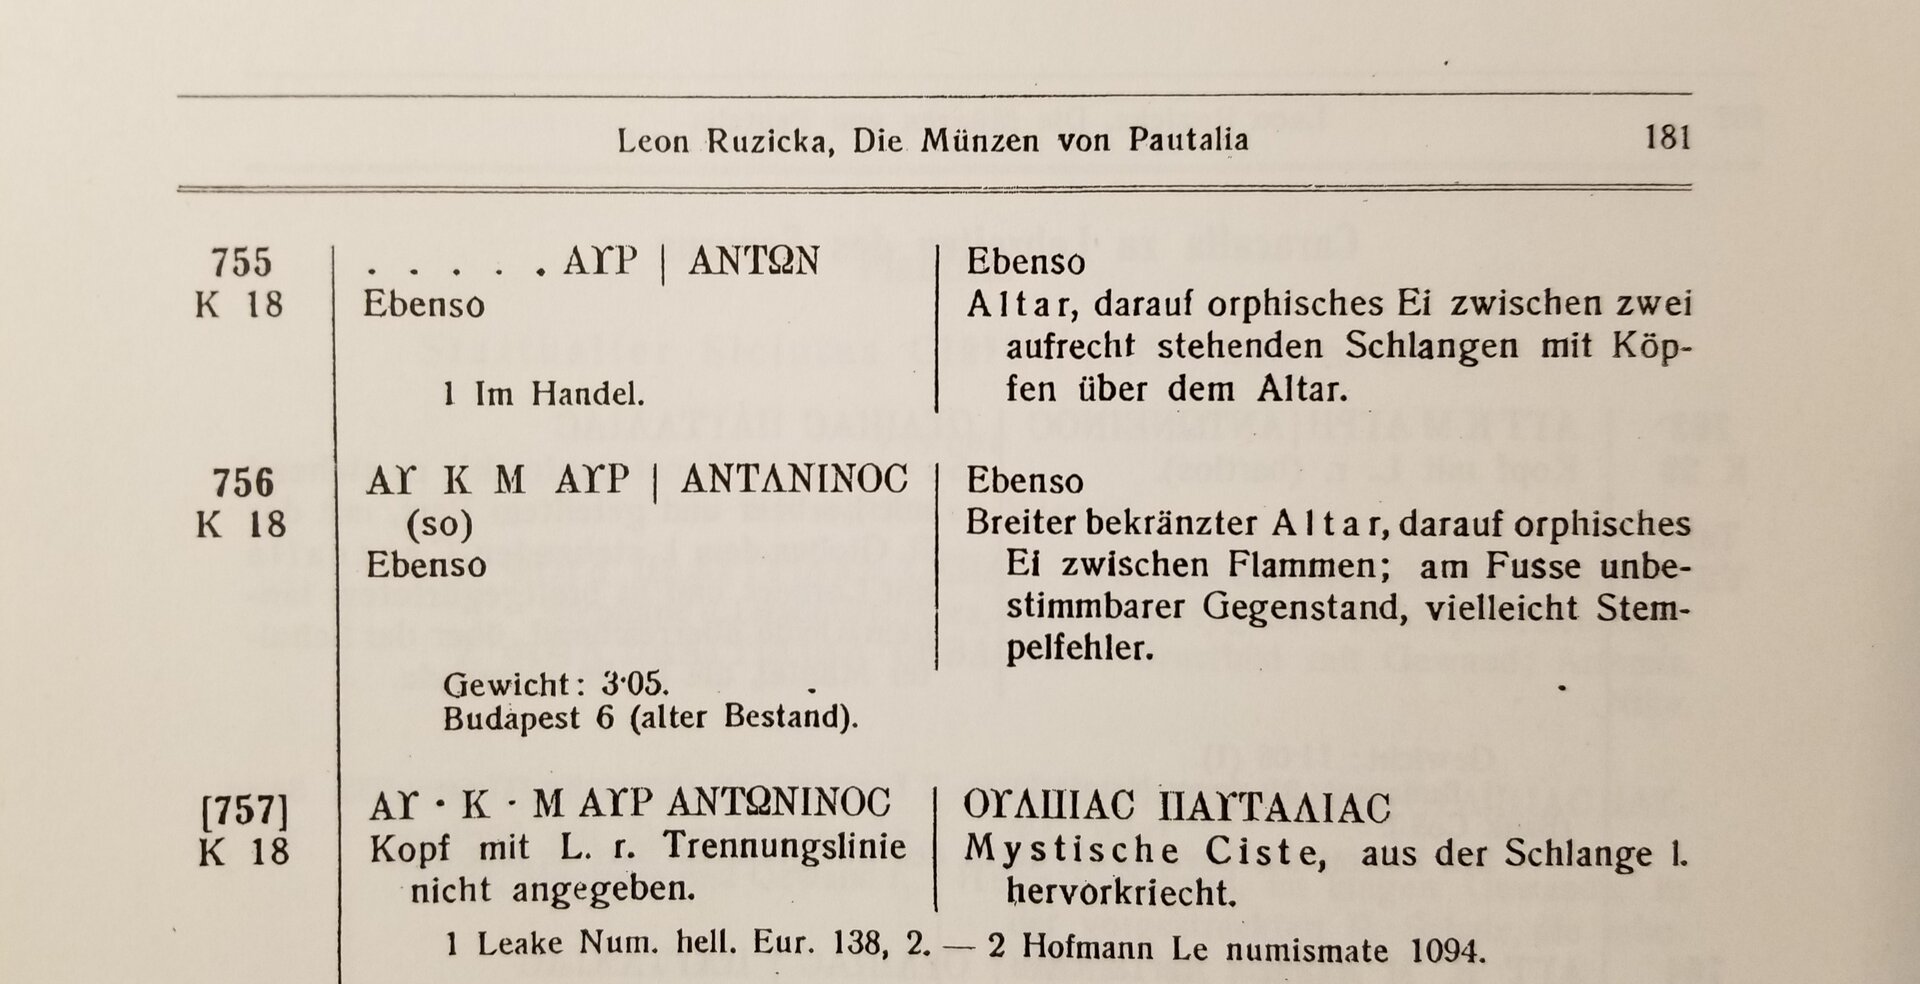 Leon Ruzicka, Die Münzen von Pautalia 181
755
K 18
. . . . . ΑϒΡ | ΑΝΤΩΝ
Ebenso
1 Im Handel.
Ebenso
Altar, darauf orphisches Ei zwischen zwei
aufrecht stehenden Schlangen mit Köp-
fen über dem Altar.
756
K 18
Αϒ Κ Μ ΑϒΡ | ΑΝΤΛΝΙΝΟϹ
(so)
Ebenso
Ebenso
Breiter bekränzter Altar, darauf orphisches
Ei zwischen Flammen; am Fusse unbe-
stimmbarer Gegenstand, vielleicht Stem-
pelfehler.
Gewicht: 3·05.
Budapest 6 (alter Bestand).
[757]
K 18
Αϒ · Κ · Μ ΑϒΡ ΑΝΤΩΝΙΝΟϹ
Kopf mit L. r. Trennungslinie
nicht angegeben.
ΟϒΛΠΙΑϹ ΠΑϒΤΑΛΙΑϹ
Mystische Ciste, aus der Schlange l.
hervorkriecht.
1 Leake Num. hell. Eur. 138, 2. — 2 Hofmann Le numismate 1094.